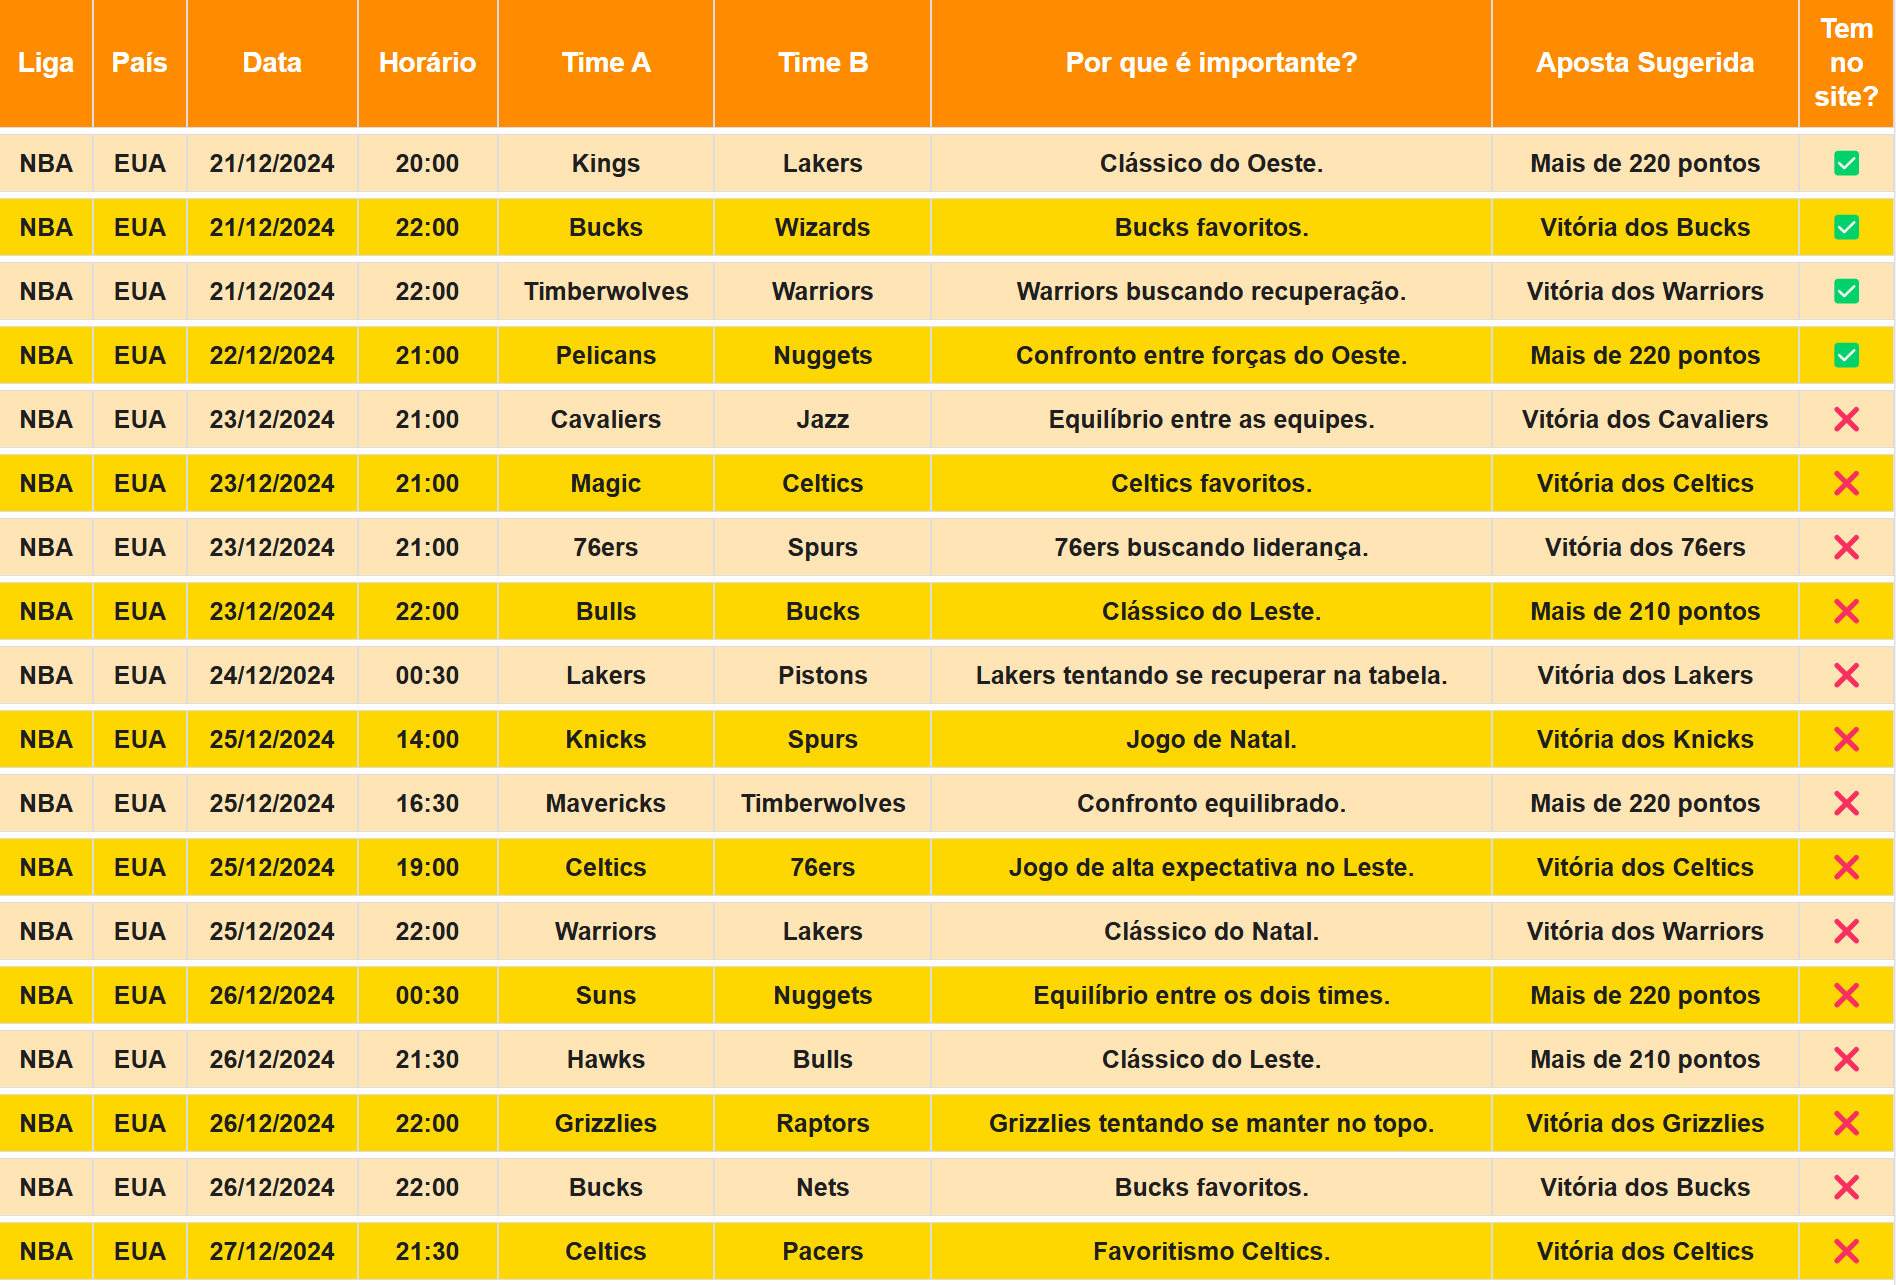 Liga País Data Horário Time A Time B Por que é importante? Aposta Sugerida Tem no site?
NBA EUA 21/12/2024 20:00 Kings Lakers Clássico do Oeste. Mais de 220 pontos ✅
NBA EUA 21/12/2024 22:00 Bucks Wizards Bucks favoritos. Vitória dos Bucks ✅
NBA EUA 21/12/2024 22:00 Timberwolves Warriors Warriors buscando recuperação. Vitória dos Warriors ✅
NBA EUA 22/12/2024 21:00 Pelicans Nuggets Confronto entre forças do Oeste. Mais de 220 pontos ✅
NBA EUA 23/12/2024 21:00 Cavaliers Jazz Equilíbrio entre as equipes. Vitória dos Cavaliers ❌
NBA EUA 23/12/2024 21:00 Magic Celtics Celtics favoritos. Vitória dos Celtics ❌
NBA EUA 23/12/2024 21:00 76ers Spurs 76ers buscando liderança. Vitória dos 76ers ❌
NBA EUA 23/12/2024 22:00 Bulls Bucks Clássico do Leste. Mais de 210 pontos ❌
NBA EUA 24/12/2024 00:30 Lakers Pistons Lakers tentando se recuperar na tabela. Vitória dos Lakers ❌
NBA EUA 25/12/2024 14:00 Knicks Spurs Jogo de Natal. Vitória dos Knicks ❌
NBA EUA 25/12/2024 16:30 Mavericks Timberwolves Confronto equilibrado. Mais de 220 pontos ❌
NBA EUA 25/12/2024 19:00 Celtics 76ers Jogo de alta expectativa no Leste. Vitória dos Celtics ❌
NBA EUA 25/12/2024 22:00 Warriors Lakers Clássico do Natal. Vitória dos Warriors ❌
NBA EUA 26/12/2024 00:30 Suns Nuggets Equilíbrio entre os dois times. Mais de 220 pontos ❌
NBA EUA 26/12/2024 21:30 Hawks Bulls Clássico do Leste. Mais de 210 pontos ❌
NBA EUA 26/12/2024 22:00 Grizzlies Raptors Grizzlies tentando se manter no topo. Vitória dos Grizzlies ❌
NBA EUA 26/12/2024 22:00 Bucks Nets Bucks favoritos. Vitória dos Bucks ❌
NBA EUA 27/12/2024 21:30 Celtics Pacers Favoritismo Celtics. Vitória dos Celtics ❌